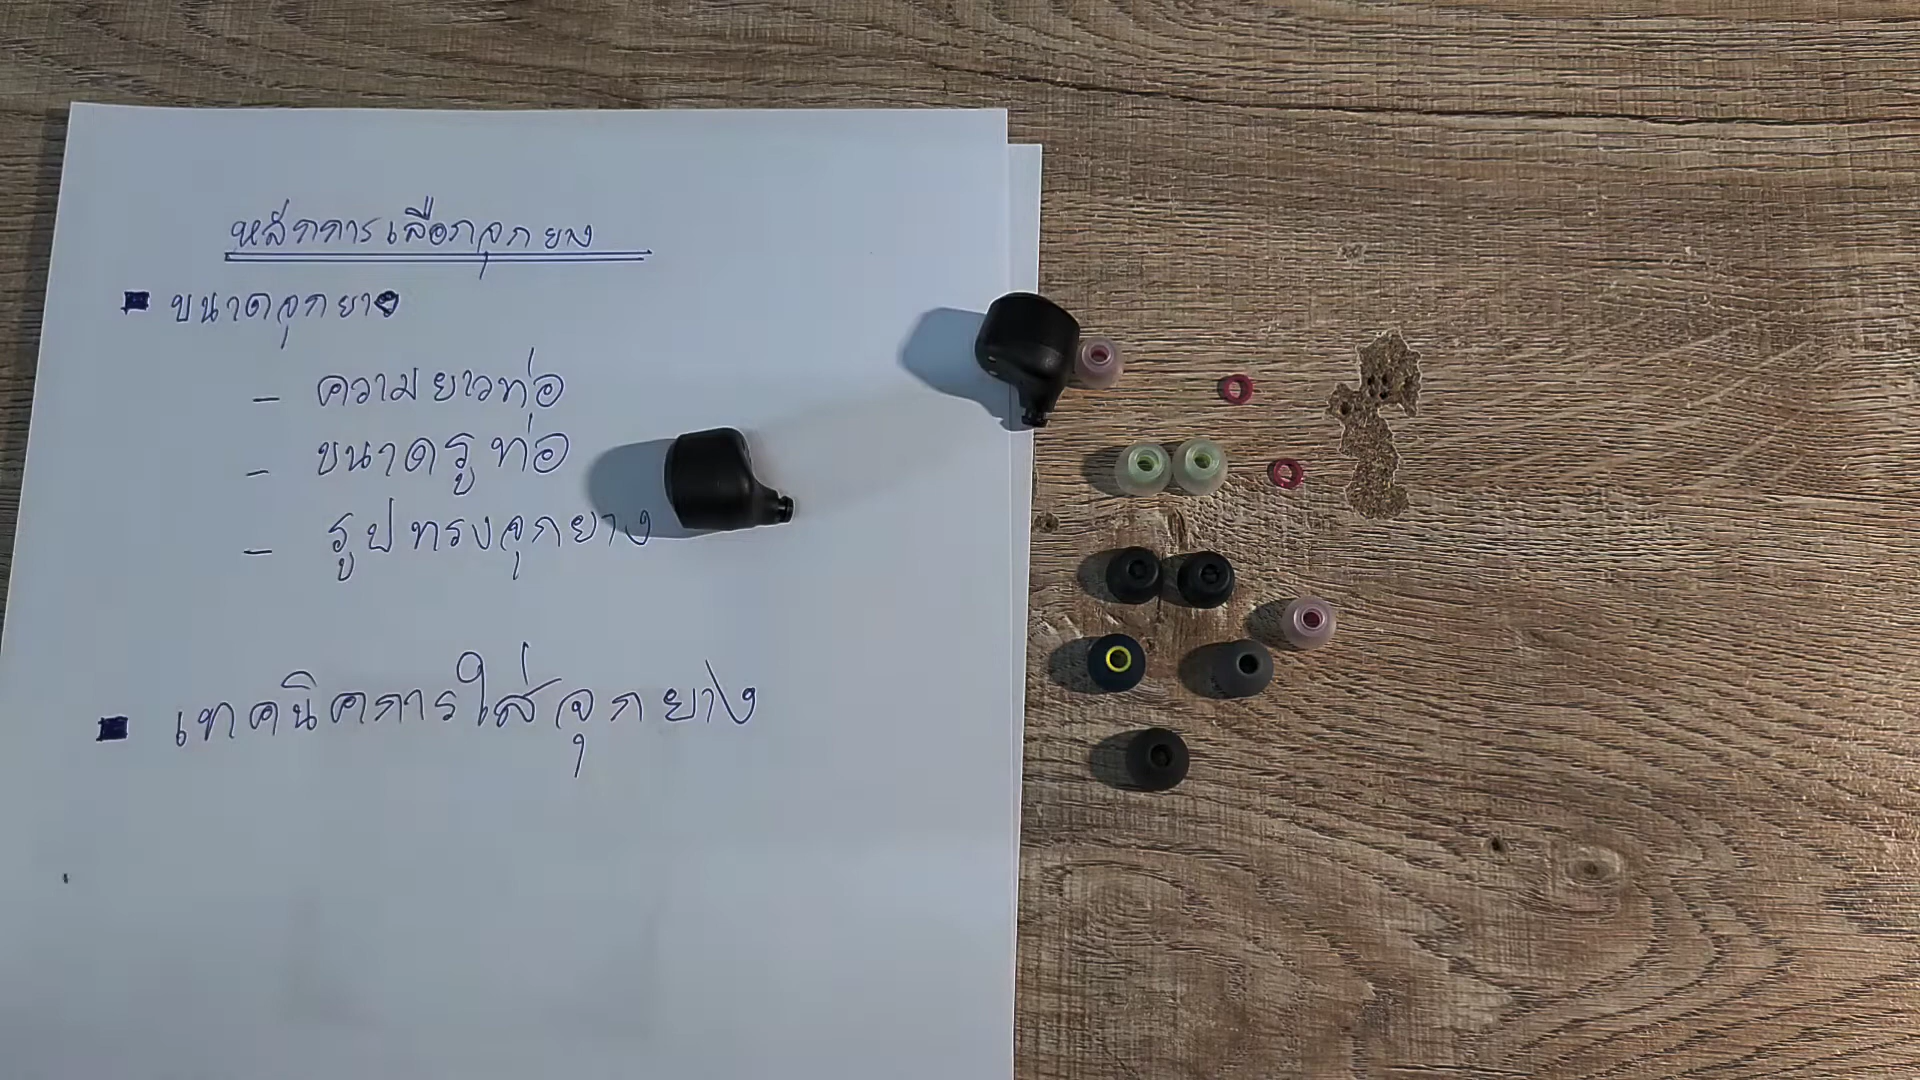 หลักการเลือกจุกยาง
ขนาดจุกยาง
- ความยาวท่อ
- ขนาดรูท่อ
- รูปทรงจุกยาง
เทคนิคการใส่จุกยาง